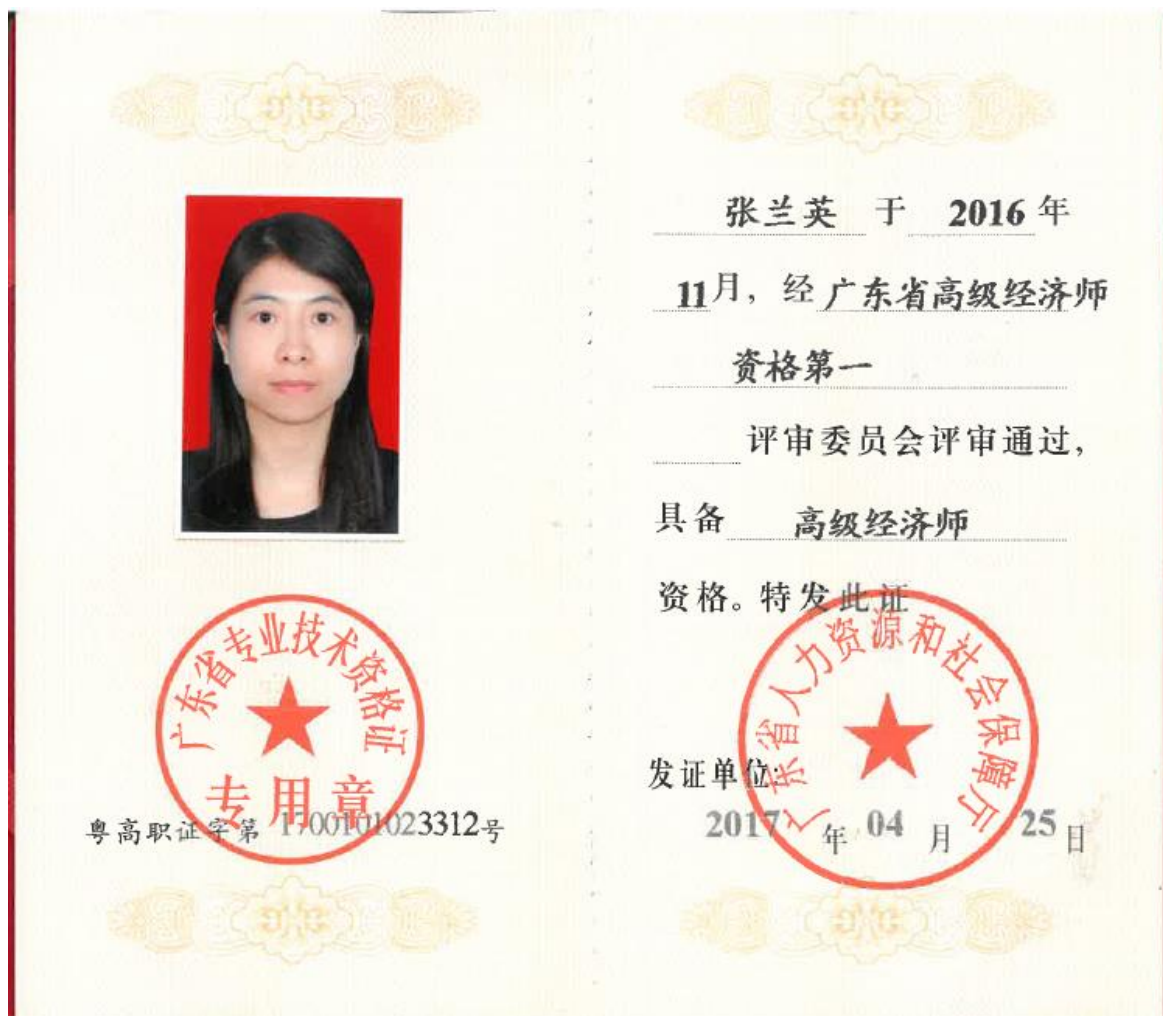 广东省专业技术资格证
专用章
粤高职证字第 1700101023312号
张兰英 于 2016 年
11月，经 广东省高级经济师
资格第一
评审委员会评审通过，
具备 高级经济师
资格。特发此证
广东省人力资源和社会保障厅
发证单位：
2017 年 04 月 25 日